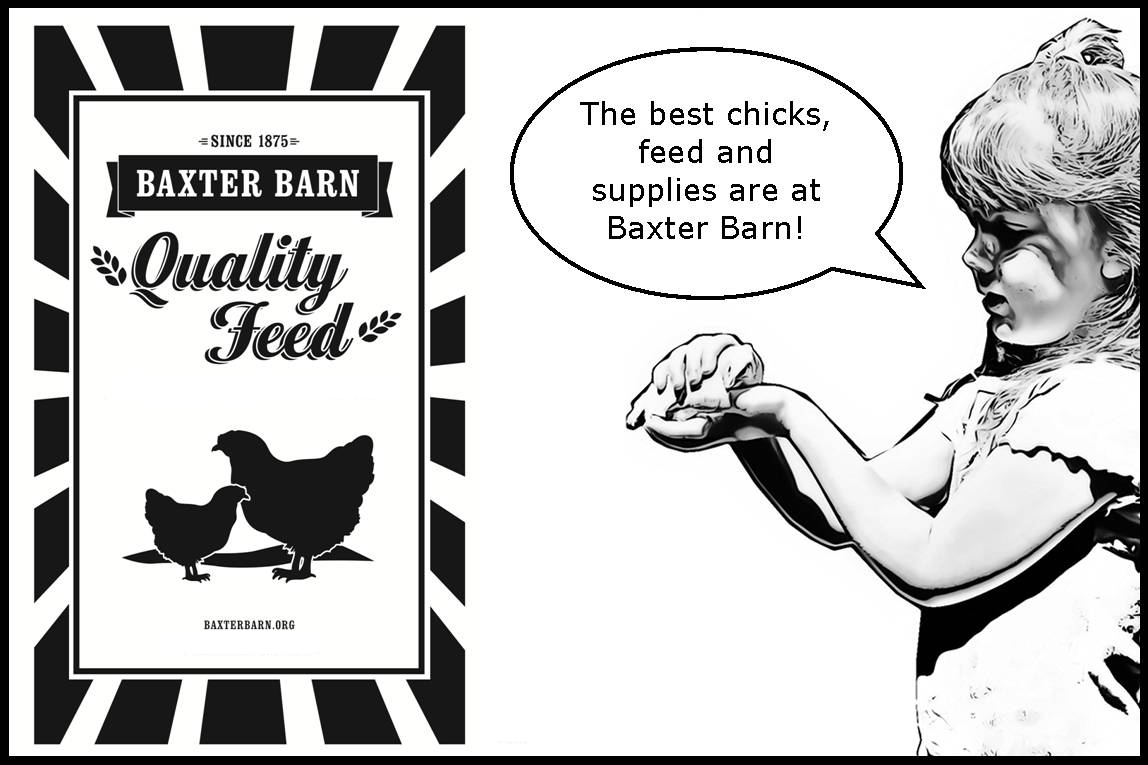 SINCE 1875
BAXTER BARN
Quality
Feed
BAXTERBARN.ORG
The best chicks,
feed and
supplies are at
Baxter Barn!